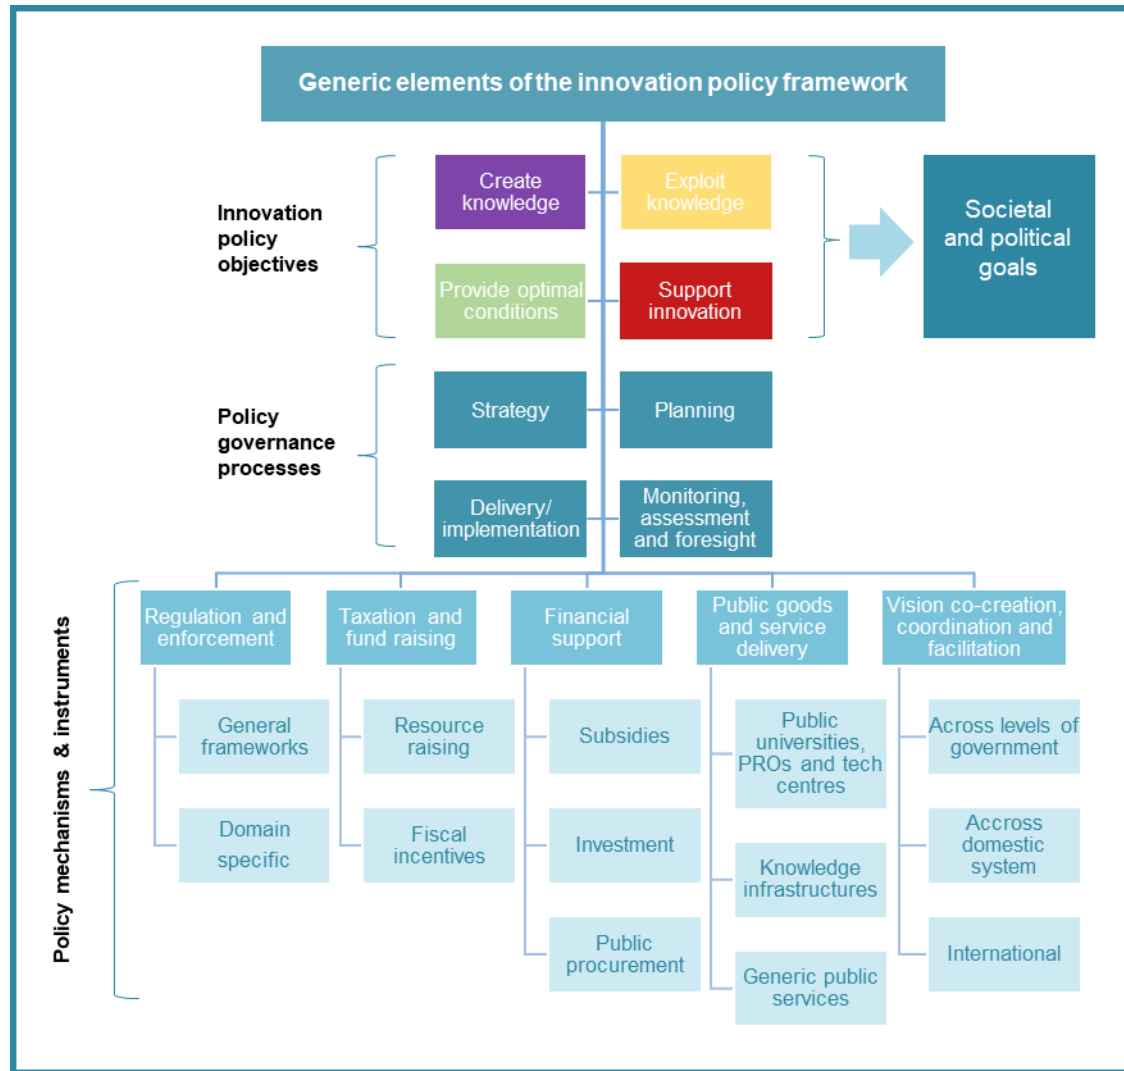 Generic elements of the innovation policy framework
Innovation
policy
objectives
Create
knowledge
Exploit
knowledge
Provide optimal
conditions
Support
innovation
Societal
and political
goals
Policy
governance
processes
Strategy
Planning
Delivery/
implementation
Monitoring,
assessment
and foresight
Policy mechanisms & instruments
Regulation and
enforcement
General
frameworks
Domain
specific
Taxation and
fund raising
Resource
raising
Fiscal
incentives
Financial
support
Subsidies
Investment
Public
procurement
Public goods
and service
delivery
Public
universities,
PROs and tech
centres
Knowledge
infrastructures
Generic public
services
Vision co-creation,
coordination and
facilitation
Across levels of
government
Accross
domestic
system
International